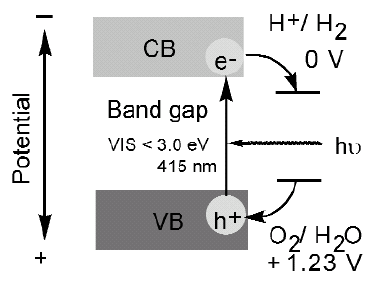 −
H⁺/ H₂
CB
e-
0 V
Band gap
Potential
VIS < 3.0 eV
415 nm
hυ
VB
h+
O₂/ H₂O
+
+ 1.23 V